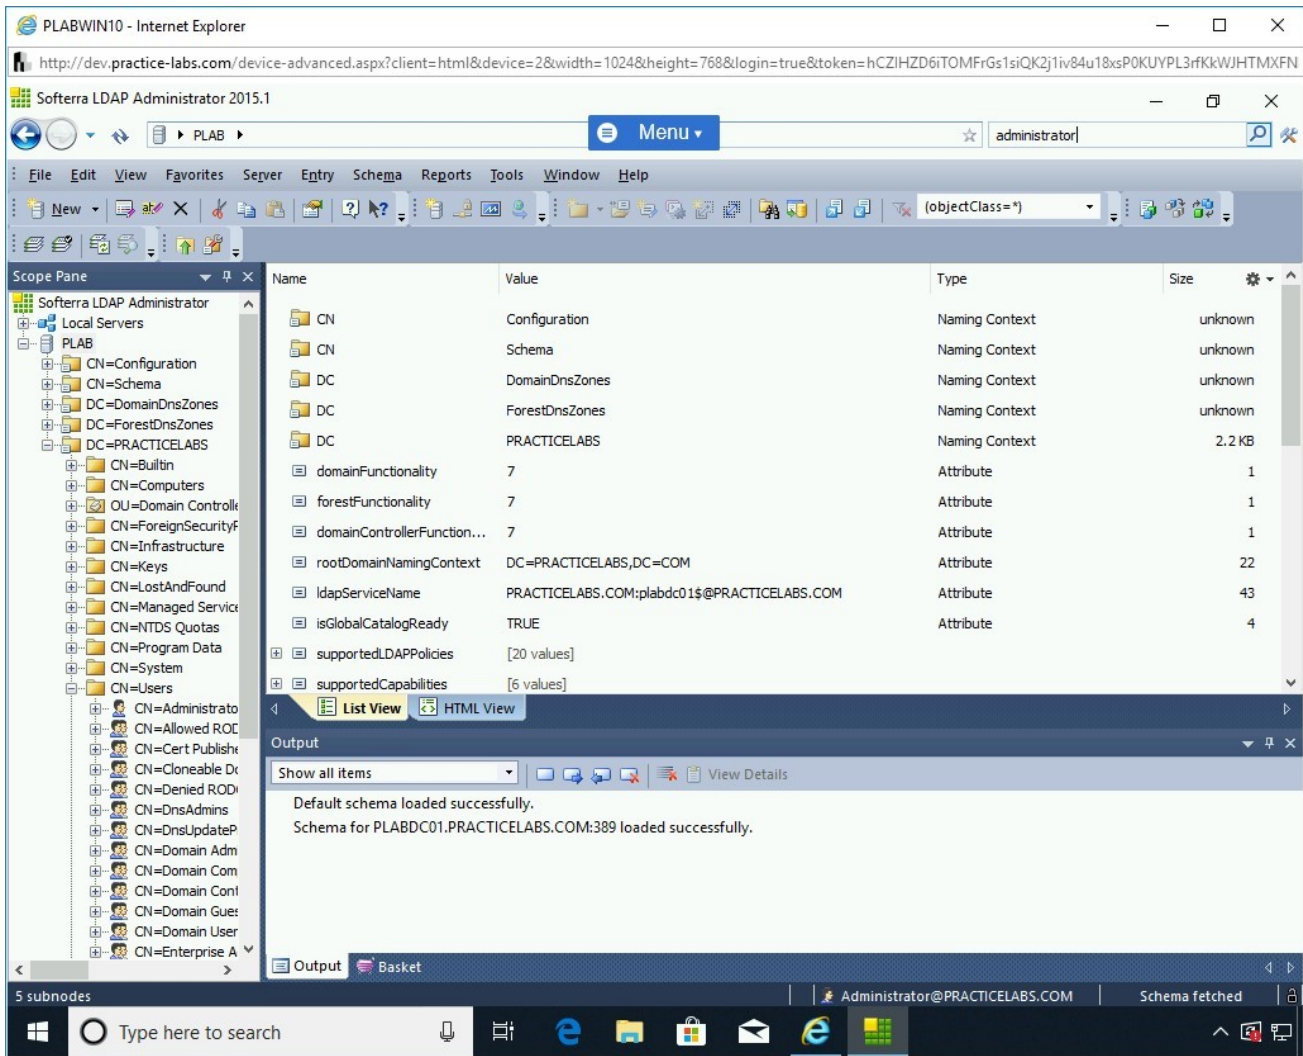 PLABWIN10 - Internet Explorer
http://dev.practice-labs.com/device-advanced.aspx?client=html&device=2&width=1024&height=768&login=true&token=hCZIHZD6iTOMFrGs1siQK2j1iv84u18xsP0KUYPL3rfKkWJHTMXFN
Softerra LDAP Administrator 2015.1
PLAB
Menu
administrator
File Edit View Favorites Server Entry Schema Reports Tools Window Help
New
(objectClass=*)
Scope Pane
Softerra LDAP Administrator
Local Servers
PLAB
CN=Configuration
CN=Schema
DC=DomainDnsZones
DC=ForestDnsZones
DC=PRACTICELABS
CN=Builtin
CN=Computers
OU=Domain Controlle
CN=ForeignSecurityF
CN=Infrastructure
CN=Keys
CN=LostAndFound
CN=Managed Service
CN=NTDS Quotas
CN=Program Data
CN=System
CN=Users
CN=Administrato
CN=Allowed ROD
CN=Cert Publishe
CN=Cloneable Do
CN=Denied ROD
CN=DnsAdmins
CN=DnsUpdateP
CN=Domain Adm
CN=Domain Com
CN=Domain Cont
CN=Domain Gues
CN=Domain User
CN=Enterprise A
Name Value Type Size
CN Configuration Naming Context unknown
CN Schema Naming Context unknown
DC DomainDnsZones Naming Context unknown
DC ForestDnsZones Naming Context unknown
DC PRACTICELABS Naming Context 2.2 KB
domainFunctionality 7 Attribute 1
forestFunctionality 7 Attribute 1
domainControllerFunction... 7 Attribute 1
rootDomainNamingContext DC=PRACTICELABS,DC=COM Attribute 22
ldapServiceName PRACTICELABS.COM:plabdc01$@PRACTICELABS.COM Attribute 43
isGlobalCatalogReady TRUE Attribute 4
supportedLDAPPolicies [20 values]
supportedCapabilities [6 values]
List View HTML View
Output
Show all items View Details
Default schema loaded successfully.
Schema for PLABDC01.PRACTICELABS.COM:389 loaded successfully.
Output Basket
5 subnodes Administrator@PRACTICELABS.COM Schema fetched
Type here to search